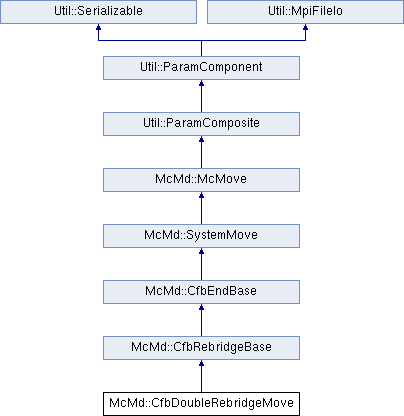 Util::Serializable
Util::MpiFileIo
Util::ParamComponent
Util::ParamComposite
McMd::McMove
McMd::SystemMove
McMd::CfbEndBase
McMd::CfbRebridgeBase
McMd::CfbDoubleRebridgeMove